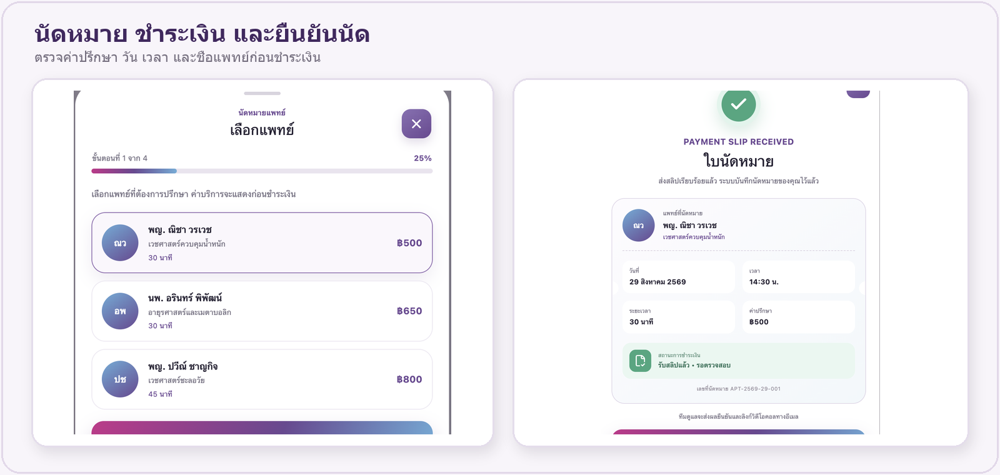 นัดหมาย ชำระเงิน และยืนยันนัด
ตรวจค่าปรึกษา วัน เวลา และชื่อแพทย์ก่อนชำระเงิน
นัดหมายแพทย์
เลือกแพทย์
ขั้นตอนที่ 1 จาก 4
25%
เลือกแพทย์ที่ต้องการปรึกษา ค่าบริการจะแสดงก่อนชำระเงิน
ณว
พญ. ณิชา วรเวช
เวชศาสตร์ควบคุมน้ำหนัก
30 นาที
฿500
อพ
นพ. อรินทร์ พิพัฒน์
อายุรศาสตร์และเมตาบอลิก
30 นาที
฿650
ปช
พญ. ปวีณ์ ชาญกิจ
เวชศาสตร์ชะลอวัย
45 นาที
฿800
PAYMENT SLIP RECEIVED
ใบนัดหมาย
ส่งสลิปเรียบร้อยแล้ว ระบบบันทึกนัดหมายของคุณไว้แล้ว
ณว
แพทย์ที่นัดหมาย
พญ. ณิชา วรเวช
เวชศาสตร์ควบคุมน้ำหนัก
วันที่
29 สิงหาคม 2569
เวลา
14:30 น.
ระยะเวลา
30 นาที
ค่าปรึกษา
฿500
สถานะการชำระเงิน
รับสลิปแล้ว • รอตรวจสอบ
เลขที่นัดหมาย APT-2569-29-001
ทีมดูแลจะส่งผลยืนยันและลิงก์วิดีโอคอลทางอีเมล